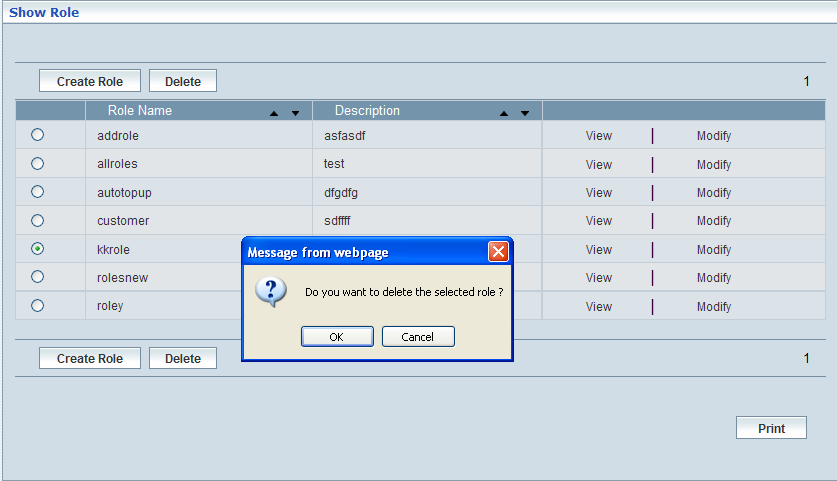 Show Role
Create Role Delete 1
Role Name Description
addrole asfasdf View | Modify
allroles test View | Modify
autotopup dfgdfg View | Modify
customer sdffff View | Modify
kkrole View | Modify
rolesnew View | Modify
roley View | Modify
Message from webpage
Do you want to delete the selected role ?
OK Cancel
Create Role Delete 1
Print